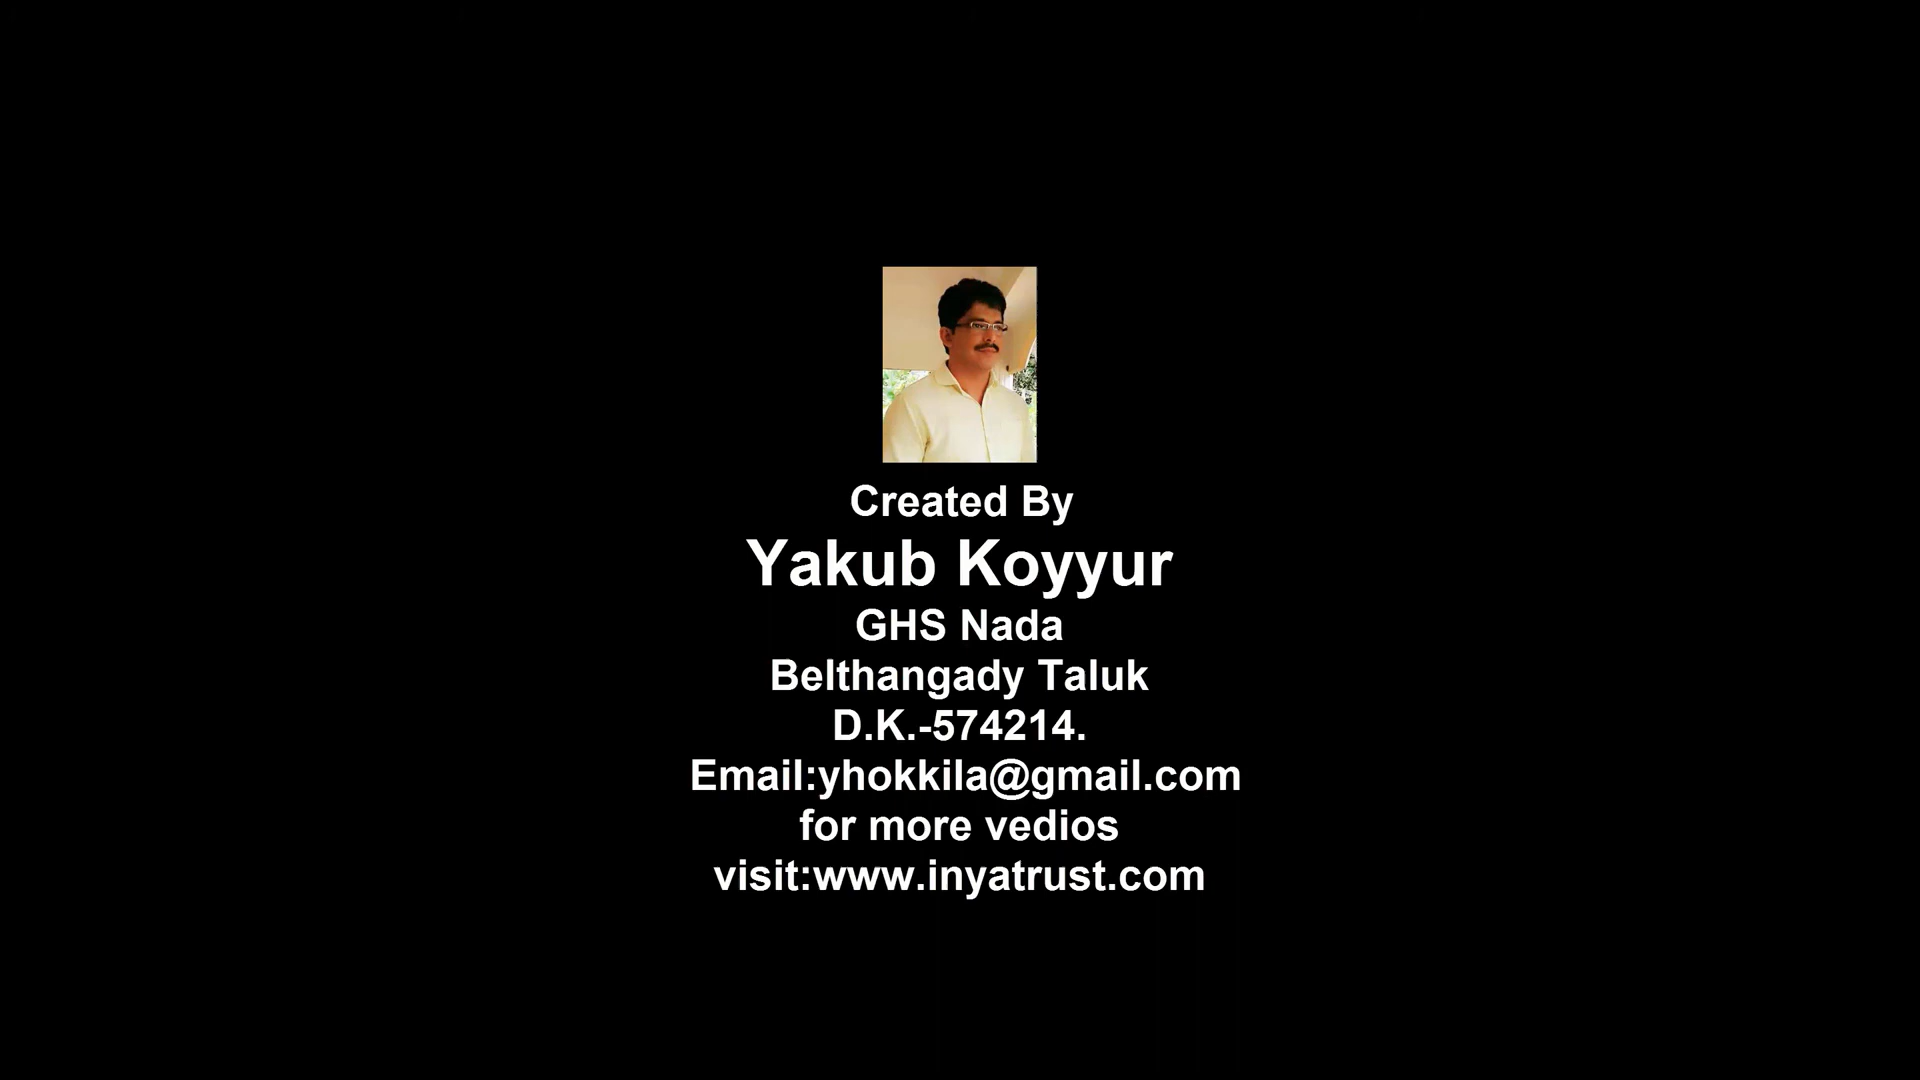 Created By
Yakub Koyyur
GHS Nada
Belthangady Taluk
D.K.-574214.
Email:yhokkila@gmail.com
for more vedios
visit:www.inyatrust.com